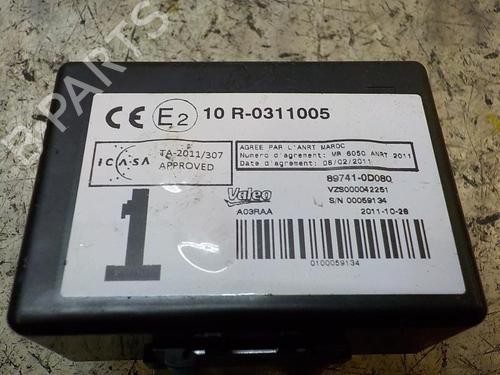 B-PARTS
CE E2 10 R-0311005
ICASA
TA-2011/307
APPROVED
AGREE PAR L'ANRT MAROC
Numero d'agrement: MR 6050 ANRT 2011
Date d'agrement: 08/02/2011
1
Valeo
A03RAA
89741-0D080
VZS000042251
S/N 00059134
2011-10-28
0100059134